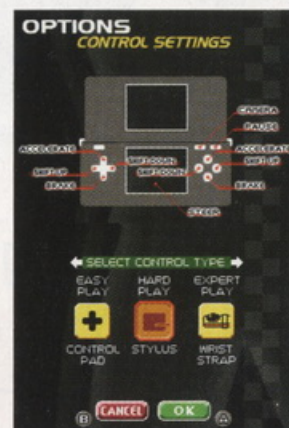 OPTIONS
CONTROL SETTINGS
CAMERA
PAUSE
ACCELERATE
SHIFT DOWN
ACCELERATE
SHIFT UP
SHIFT DOWN
SHIFT UP
BRAKE
BRAKE
STEER
SELECT CONTROL TYPE
EASY PLAY
HARD PLAY
EXPERT PLAY
CONTROL PAD
STYLUS
WRIST STRAP
B CANCEL OK A